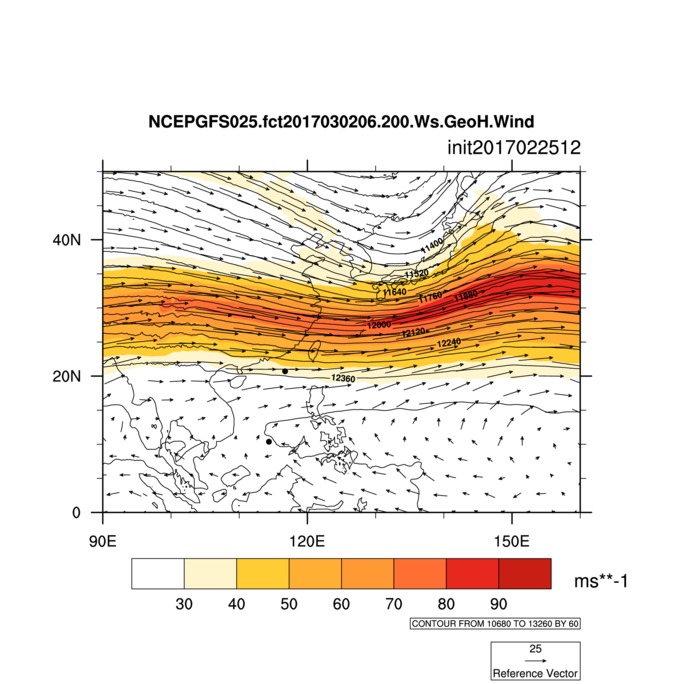 NCEPGFS025.fct2017030206.200.Ws.GeoH.Wind
init2017022512
40N
11400
11520
11640
11760
11880
12000
12120
12240
20N
12360
0
90E 120E 150E
30 40 50 60 70 80 90
ms**-1
CONTOUR FROM 10680 TO 13260 BY 60
25
Reference Vector